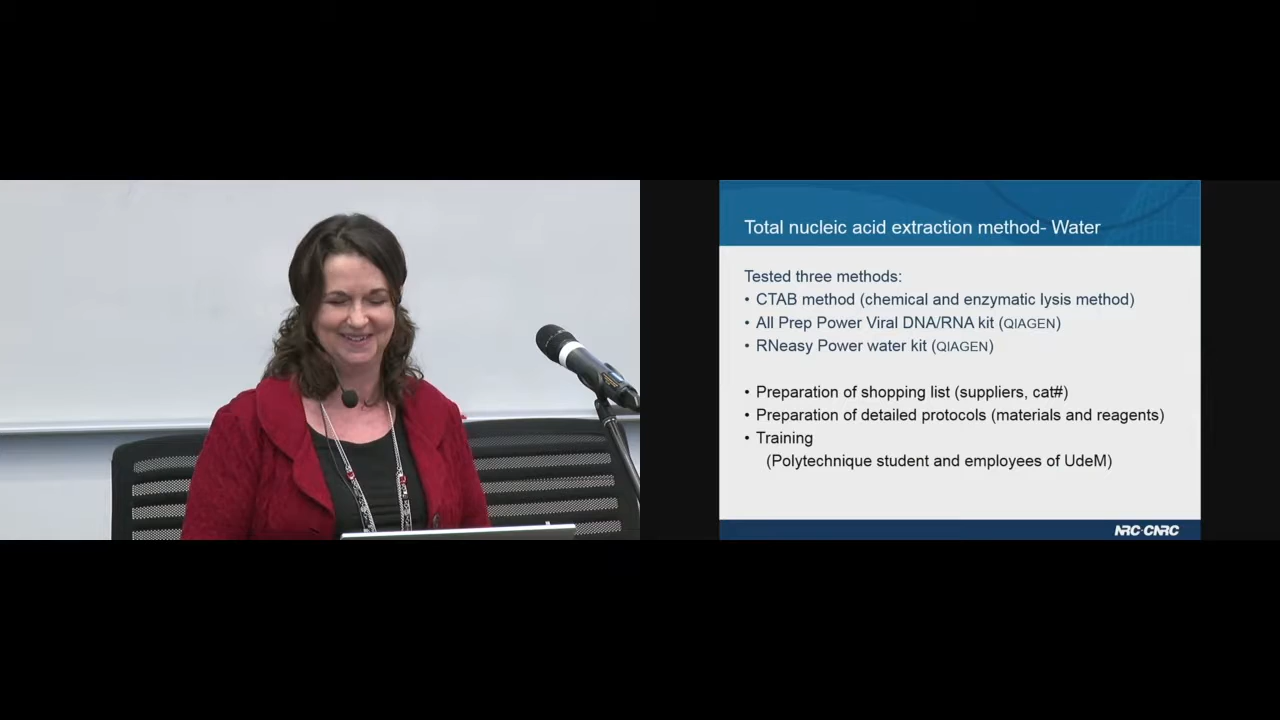 Total nucleic acid extraction method- Water
Tested three methods:
• CTAB method (chemical and enzymatic lysis method)
• All Prep Power Viral DNA/RNA kit (QIAGEN)
• RNeasy Power water kit (QIAGEN)
• Preparation of shopping list (suppliers, cat#)
• Preparation of detailed protocols (materials and reagents)
• Training
(Polytechnique student and employees of UdeM)
NRC·CNRC